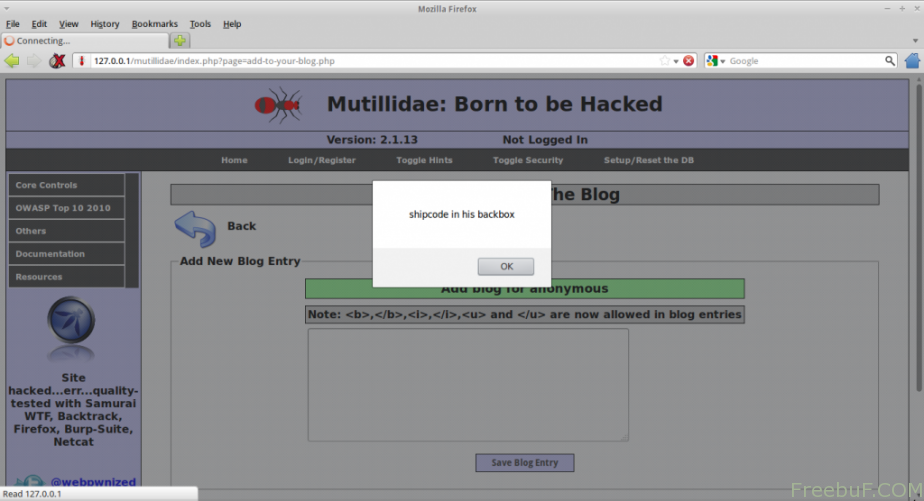 Mozilla Firefox
File Edit View History Bookmarks Tools Help
Connecting...
127.0.0.1/mutillidae/index.php?page=add-to-your-blog.php
Google
Mutillidae: Born to be Hacked
Version: 2.1.13 Not Logged In
Home Login/Register Toggle Hints Toggle Security Setup/Reset the DB
Core Controls
OWASP Top 10 2010
Others
Documentation
Resources
The Blog
shipcode in his backbox
OK
Back
Add New Blog Entry
Add blog for anonymous
Note: <b>,</b>,<i>,</i>,<u> and </u> are now allowed in blog entries
Save Blog Entry
Site
hacked...err...quality-
tested with Samurai
WTF, Backtrack,
Firefox, Burp-Suite,
Netcat
@webpwnized
Read 127.0.0.1
FreebuF.COM